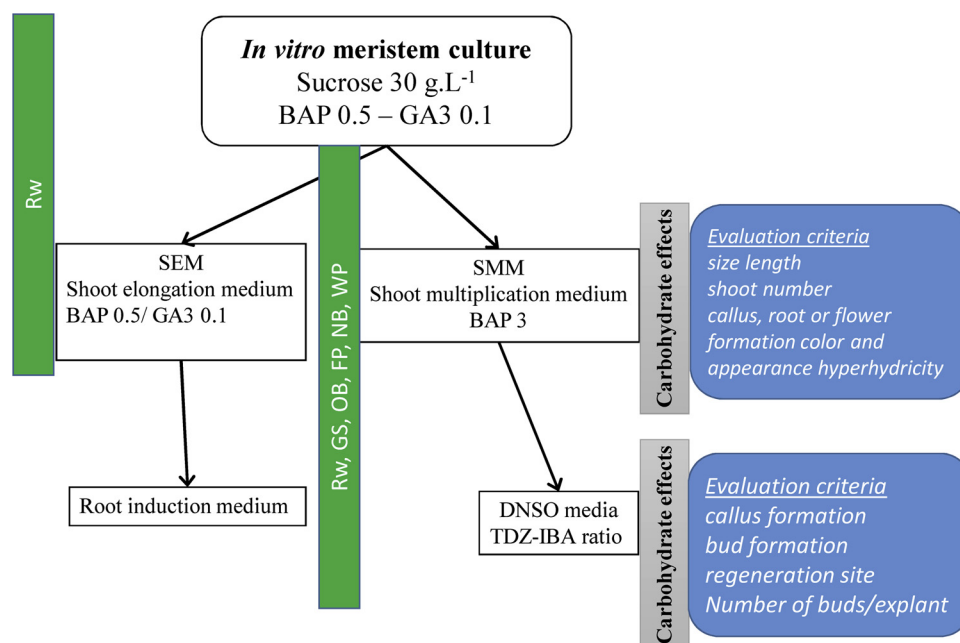 In vitro meristem culture
Sucrose 30 g.L-1
BAP 0.5 – GA3 0.1
Rw
Rw, GS, OB, FP, NB, WP
SEM
Shoot elongation medium
BAP 0.5/ GA3 0.1
SMM
Shoot multiplication medium
BAP 3
Carbohydrate effects
Evaluation criteria
size length
shoot number
callus, root or flower
formation color and
appearance hyperhydricity
Root induction medium
DNSO media
TDZ-IBA ratio
Carbohydrate effects
Evaluation criteria
callus formation
bud formation
regeneration site
Number of buds/explant